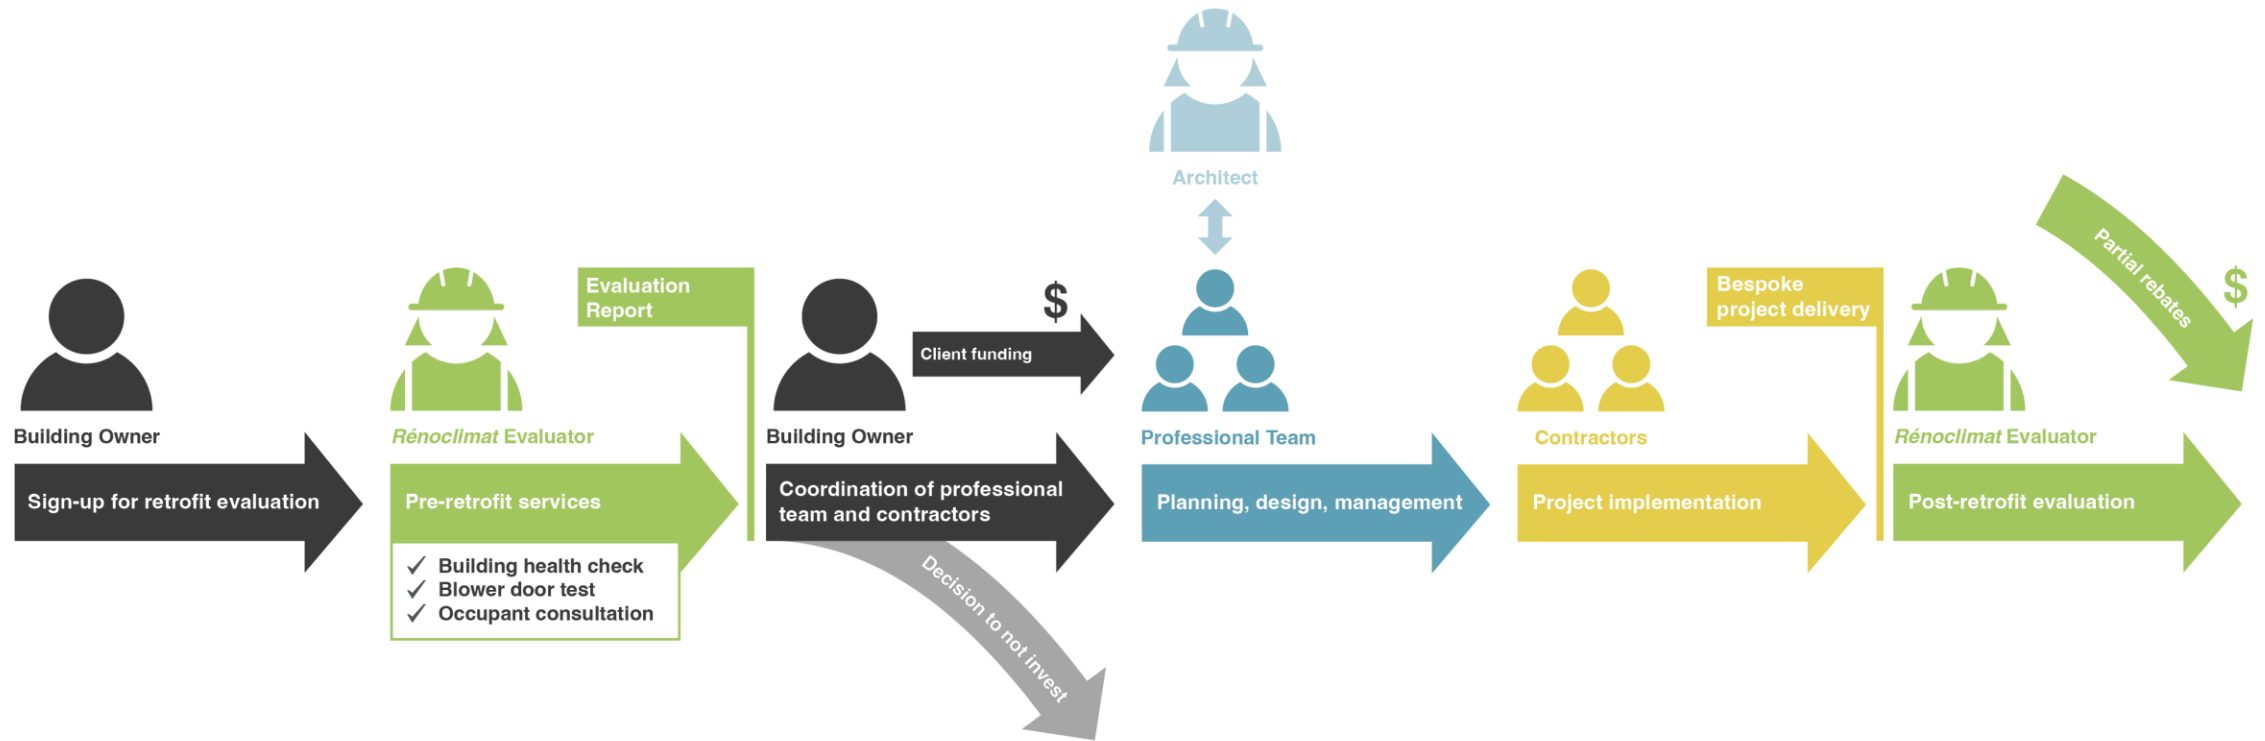 Building Owner
Sign-up for retrofit evaluation
Rénoclimat Evaluator
Pre-retrofit services
✓ Building health check
✓ Blower door test
✓ Occupant consultation
Evaluation
Report
Building Owner
$
Client funding
Coordination of professional
team and contractors
Decision to not invest
Architect
Professional Team
Planning, design, management
Contractors
Project implementation
Bespoke
project delivery
Rénoclimat Evaluator
Post-retrofit evaluation
Partial rebates
$